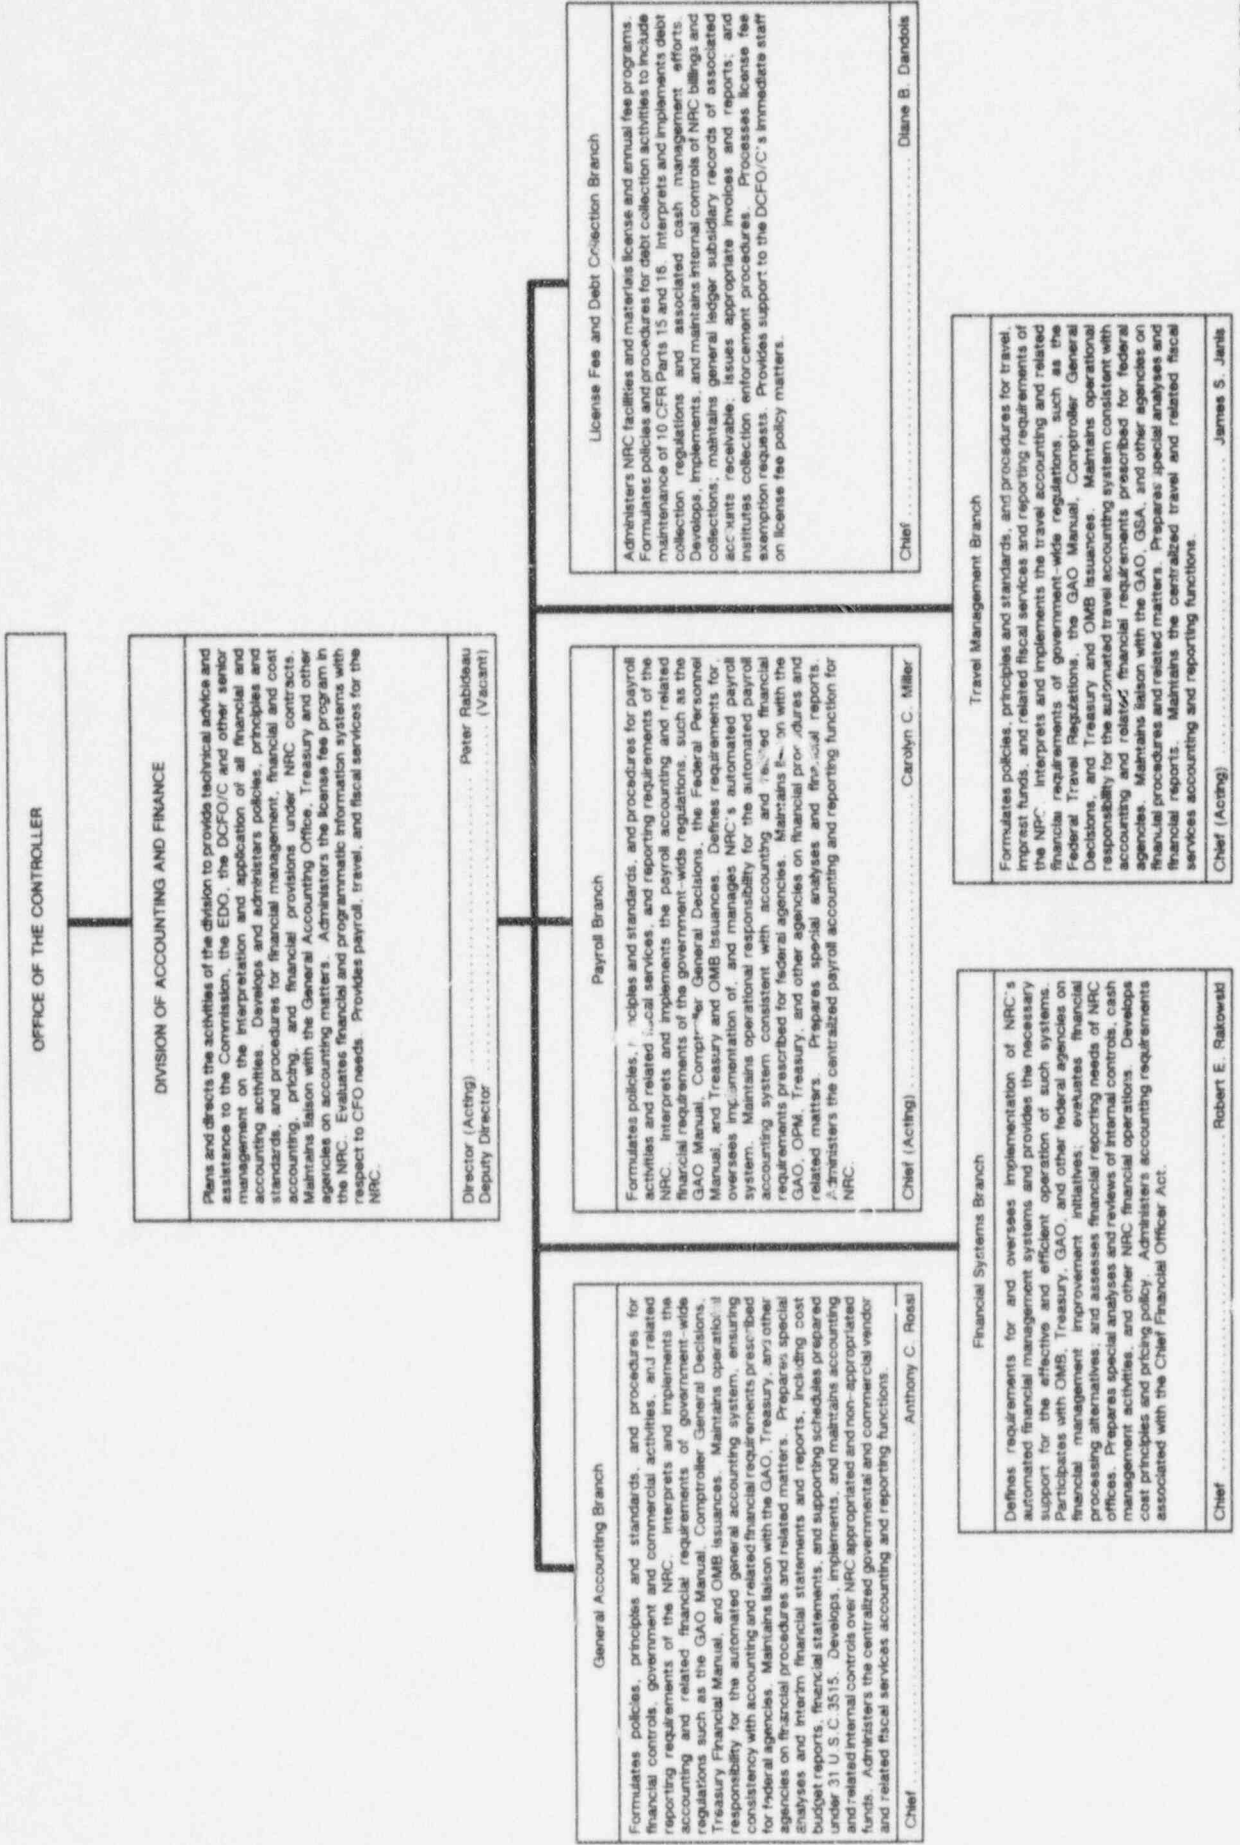 OFFICE OF THE CONTROLLER
DIVISION OF ACCOUNTING AND FINANCE
Plans and directs the activities of the division to provide technical advice and
assistance to the Commission, the EDO, the DCFO/C and other senior
management on the interpretation and application of all financial and
accounting activities. Develops and administers policies, principles and
standards, and procedures for financial management, financial and cost
accounting, pricing, and financial provisions under NRC contracts.
Maintains liaison with the General Accounting Office, Treasury and other
agencies on accounting matters. Administers the license fee program in
the NRC. Evaluates financial and programmatic information systems with
respect to CFO needs. Provides payroll, travel, and fiscal services for the
NRC.
Director (Acting) .......... Peter Rabideau
Deputy Director .......... (Vacant)
General Accounting Branch
Formulates policies, principles and standards, and procedures for
financial controls, government and commercial activities, and related
reporting requirements of the NRC. Interprets and implements the
accounting and related financial requirements of government-wide
regulations such as the GAO Manual, Comptroller General Decisions,
Treasury Financial Manual, and OMB issuances. Maintains operational
responsibility for the automated general accounting system, ensuring
consistency with accounting and related financial requirements prescribed
for federal agencies. Maintains liaison with the GAO, Treasury, and other
agencies on financial procedures and related matters. Prepares special
analyses and interim financial statements and reports, including cost
budget reports, financial statements, and supporting schedules prepared
under 31 U.S.C. 3515. Develops, implements, and maintains accounting
and related internal controls over NRC appropriated and non-appropriated
funds. Administers the centralized governmental and commercial vendor
and related fiscal services accounting and reporting functions.
Chief .......... Anthony C. Rossi
Payroll Branch
Formulates policies, and standards, and procedures for payroll
activities and related services, and reporting requirements of the
NRC. Interprets and implements the payroll accounting and related
financial requirements of the government-wide regulations, such as the
GAO Manual, Comptroller General Decisions, the Federal Personnel
Manual, and Treasury and OMB issuances. Defines requirements for,
oversees implementation of, and manages NRC's automated payroll
system. Maintains operational responsibility for the automated payroll
accounting system consistent with accounting and related financial
requirements prescribed for federal agencies. Maintains liaison with the
GAO, OPM, Treasury, and other agencies on financial procedures and
related matters. Prepares special analyses and financial reports.
Administers the centralized payroll accounting and reporting function for
NRC.
Chief (Acting) .......... Carolyn C. Miller
License Fee and Debt Collection Branch
Administers NRC facilities and materials license and annual fee programs.
Formulates policies and procedures for debt collection activities to include
maintenance of 10 CFR Parts 15 and 16. Interprets and implements debt
collection regulations and associated cash management efforts.
Develops, implements, and maintains internal controls of NRC billings and
collections; maintains general ledger subsidiary records of associated
accounts receivable; issues appropriate invoices and reports; and
institutes collection enforcement procedures. Processes license fee
exemption requests. Provides support to the DCFO/C's immediate staff
on license fee policy matters.
Chief .......... Diane B. Dandois
Financial Systems Branch
Defines requirements for and oversees implementation of NRC's
automated financial management systems and provides the necessary
support for the effective and efficient operation of such systems.
Participates with OMB, Treasury, GAO, and other federal agencies on
financial management improvement initiatives; evaluates financial
processing alternatives; and assesses financial reporting needs of NRC
offices. Prepares special analyses and reviews of internal controls, cash
management activities, and other NRC financial operations. Develops
cost principles and pricing policy. Administers accounting requirements
associated with the Chief Financial Officer Act.
Chief .......... Robert E. Rakowski
Travel Management Branch
Formulates policies, principles and standards, and procedures for travel,
imprest funds, and related fiscal services and reporting requirements of
the NRC. Interprets and implements the travel accounting and related
financial requirements of government-wide regulations, such as the
Federal Travel Regulations, the GAO Manual, Comptroller General
Decisions, and Treasury and OMB issuances. Maintains operational
responsibility for the automated travel accounting system consistent with
accounting and related financial requirements prescribed for federal
agencies. Maintains liaison with the GAO, GSA, and other agencies on
finanulal procedures and related matters. Prepares special analyses and
financial reports. Maintains the centralized travel and related fiscal
services accounting and reporting functions.
Chief (Acting) .......... James S. Janis